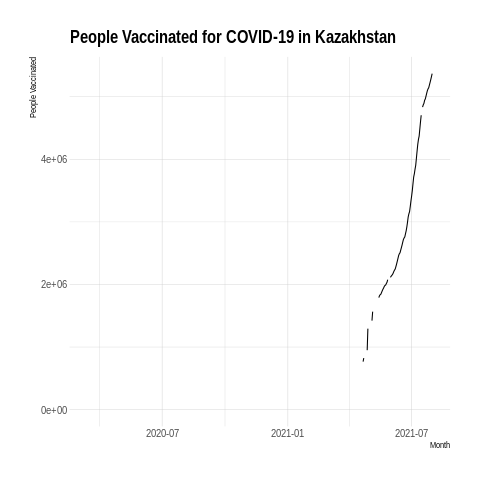 People Vaccinated for COVID-19 in Kazakhstan
People Vaccinated
4e+06
2e+06
0e+00
2020-07
2021-01
2021-07
Month